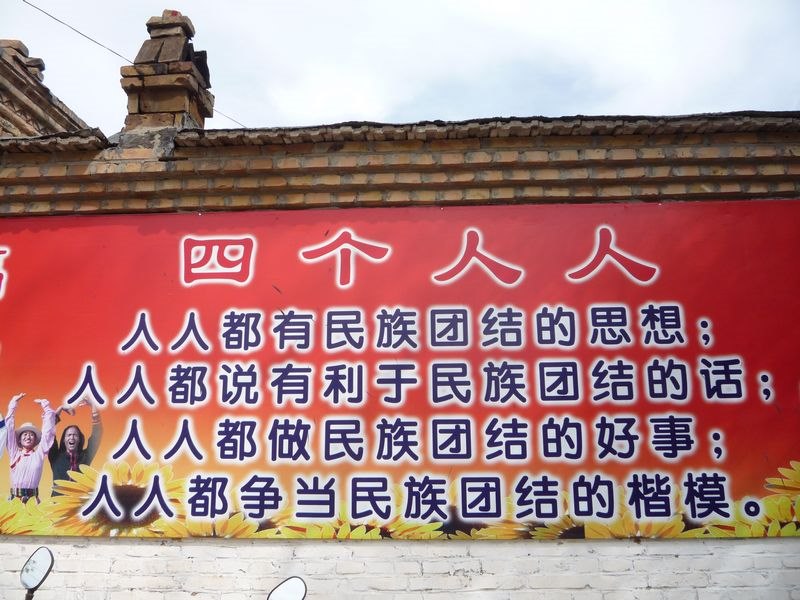 四个人人
人人都有民族团结的思想；
人人都说有利于民族团结的话；
人人都做民族团结的好事；
人人都争当民族团结的楷模。